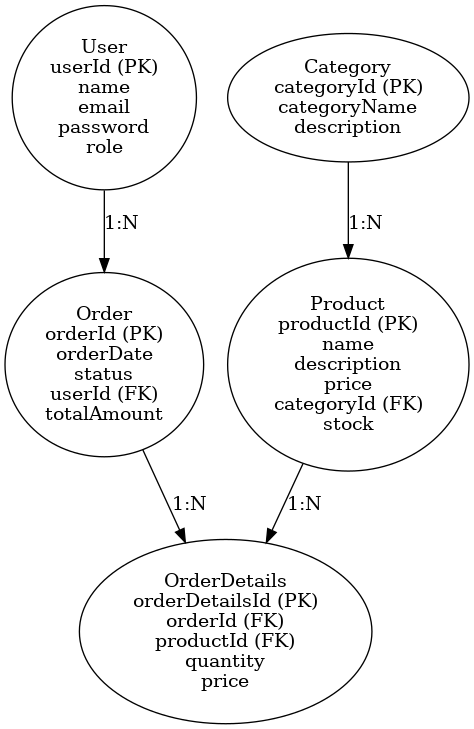 User
userId (PK)
name
email
password
role
Category
categoryId (PK)
categoryName
description
1:N
1:N
Order
orderId (PK)
orderDate
status
userId (FK)
totalAmount
Product
productId (PK)
name
description
price
categoryId (FK)
stock
1:N
1:N
OrderDetails
orderDetailsId (PK)
orderId (FK)
productId (FK)
quantity
price